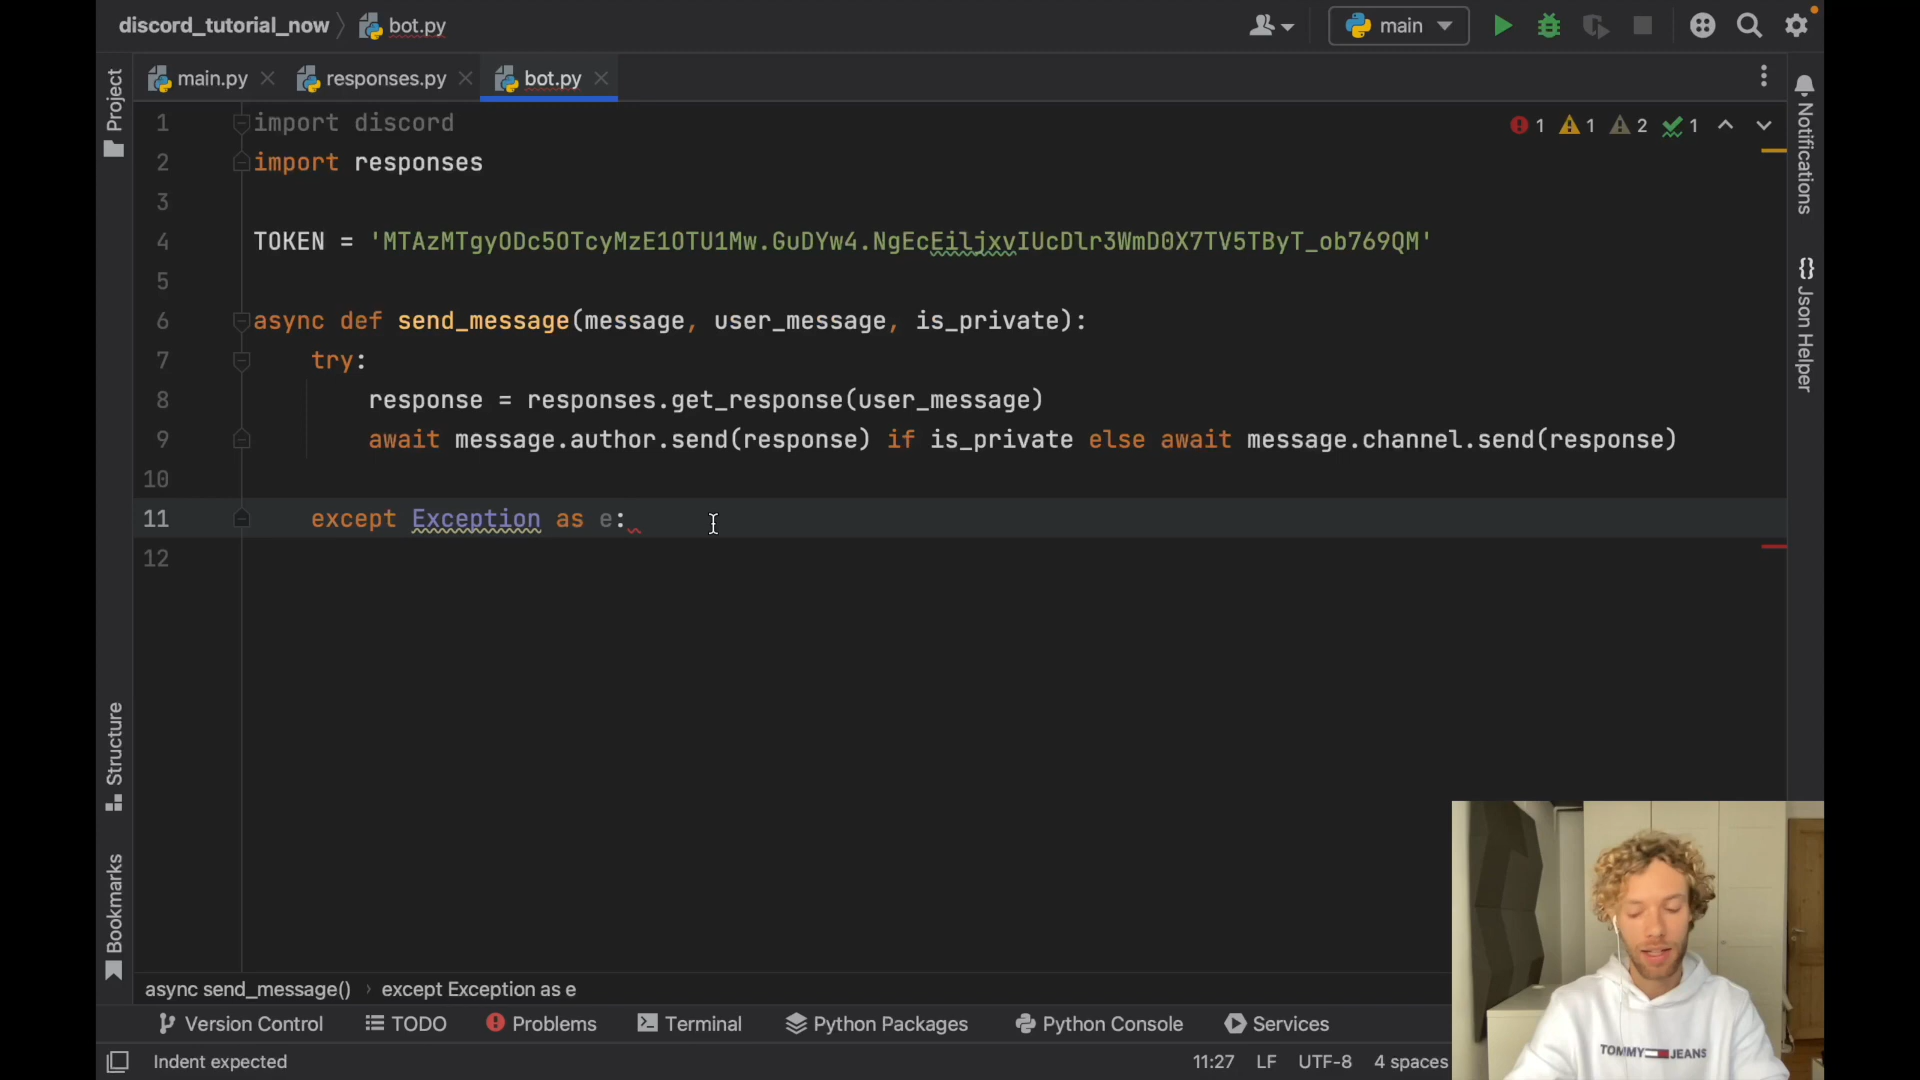 discord_tutorial_now bot.py
main
main.py
responses.py
bot.py
Project
Notifications
Json Helper
Structure
Bookmarks
1 1 2 1
1 import discord
2 import responses
3
4 TOKEN = 'MTAzMTgyODc5OTcyMzE1OTU1Mw.GuDYw4.NgEcEiljxvIUcDlr3WmD0X7TV5TByT_ob769QM'
5
6 async def send_message(message, user_message, is_private):
7 try:
8 response = responses.get_response(user_message)
9 await message.author.send(response) if is_private else await message.channel.send(response)
10
11 except Exception as e:
12
async send_message() › except Exception as e
Version Control
TODO
Problems
Terminal
Python Packages
Python Console
Services
Indent expected
11:27 LF UTF-8 4 spaces
TOMMY JEANS